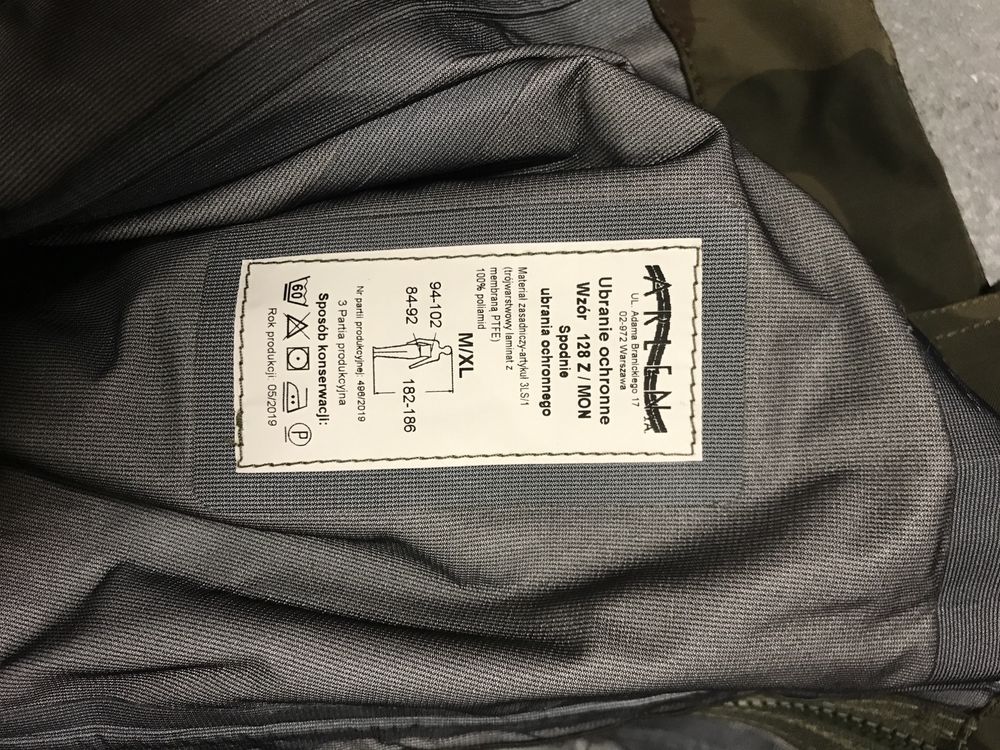 ARLEN
S.A
UL. Adama Branickiego 17
02-972 Warszawa
Ubranie ochronne
Wzór 128 Z / MON
Spodnie
ubrania ochronnego
Materiał zasadniczy-artykuł 3LS/1
(trójwarstwowy laminat z
membraną PTFE)
100% poliamid
M/XL
94-102
84-92
182-186
Nr partii produkcyjnej: 496/2019
3 Partia produkcyjna
Sposób konserwacji:
60
P
Rok produkcji: 05/2019